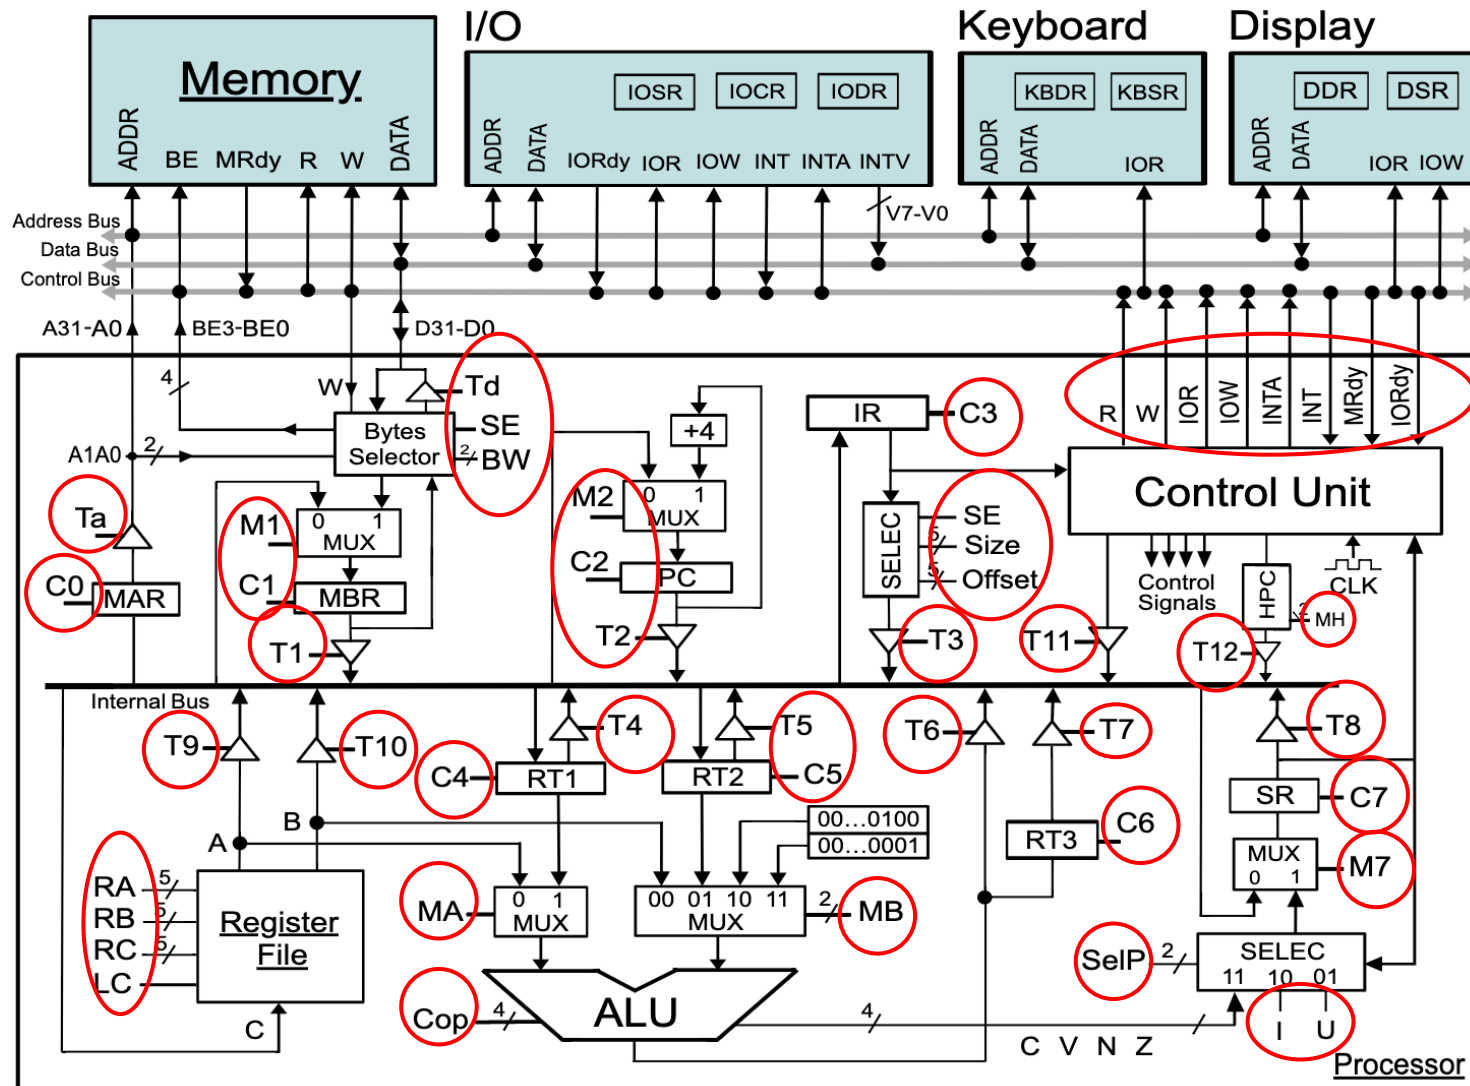 I/O
Keyboard
Display
Memory
IOSR
IOCR
IODR
KBDR
KBSR
DDR
DSR
ADDR
BE
MRdy
R
W
DATA
ADDR
DATA
IORdy
IOR
IOW
INT
INTA
INTV
ADDR
DATA
IOR
ADDR
DATA
IOR
IOW
V7-V0
Address Bus
Data Bus
Control Bus
A31-A0
BE3-BE0
D31-D0
4
W
Td
SE
2
BW
Bytes
Selector
+4
IR
C3
R
W
IOR
IOW
INTA
INT
MRdy
IORdy
A1A0
2
Ta
M1
0 1
MUX
M2
0 1
MUX
SELEC
SE
5
Size
5
Offset
Control Unit
C0
MAR
C1
MBR
C2
PC
Control
Signals
HPC
CLK
2
MH
T1
T2
T3
T11
T12
Internal Bus
T9
T10
T4
T5
T6
T7
T8
C4
RT1
RT2
C5
SR
C7
A
B
00...0100
00...0001
RT3
C6
MUX
0 1
M7
RA
5
RB
5
RC
5
LC
Register
File
MA
0 1
MUX
00 01 10 11
MUX
2
MB
SelP
2
SELEC
11 10 01
C
Cop
4
ALU
4
C V N Z
I U
Processor